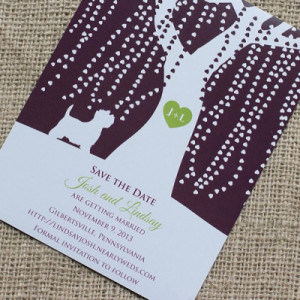 J + L
SAVE THE DATE
Josh and Lindsay
ARE GETTING MARRIED
NOVEMBER 9, 2013
GILBERTSVILLE, PENNSYLVANIA
HTTP://LINDSAYJOSH.NEARLYWEDS.COM/
FORMAL INVITATION TO FOLLOW